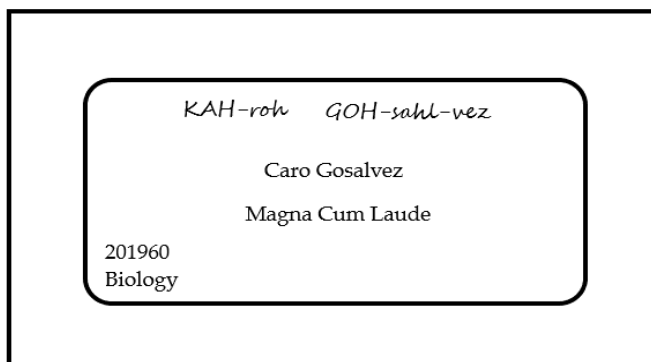 KAH-roh GOH-sahl-vez
Caro Gosalvez
Magna Cum Laude
201960
Biology